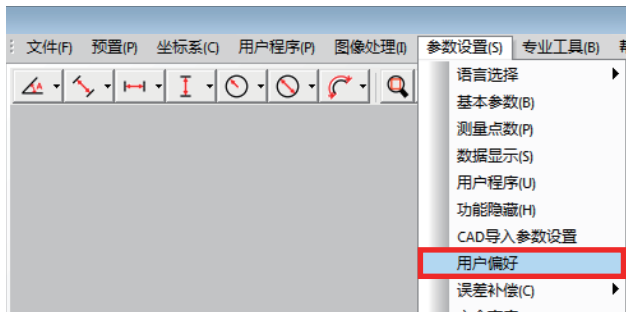 文件(F) 预置(P) 坐标系(C) 用户程序(P) 图像处理(I) 参数设置(S) 专业工具(B)
语言选择
基本参数(B)
测量点数(P)
数据显示(S)
用户程序(U)
功能隐藏(H)
CAD导入参数设置
用户偏好
误差补偿(C)